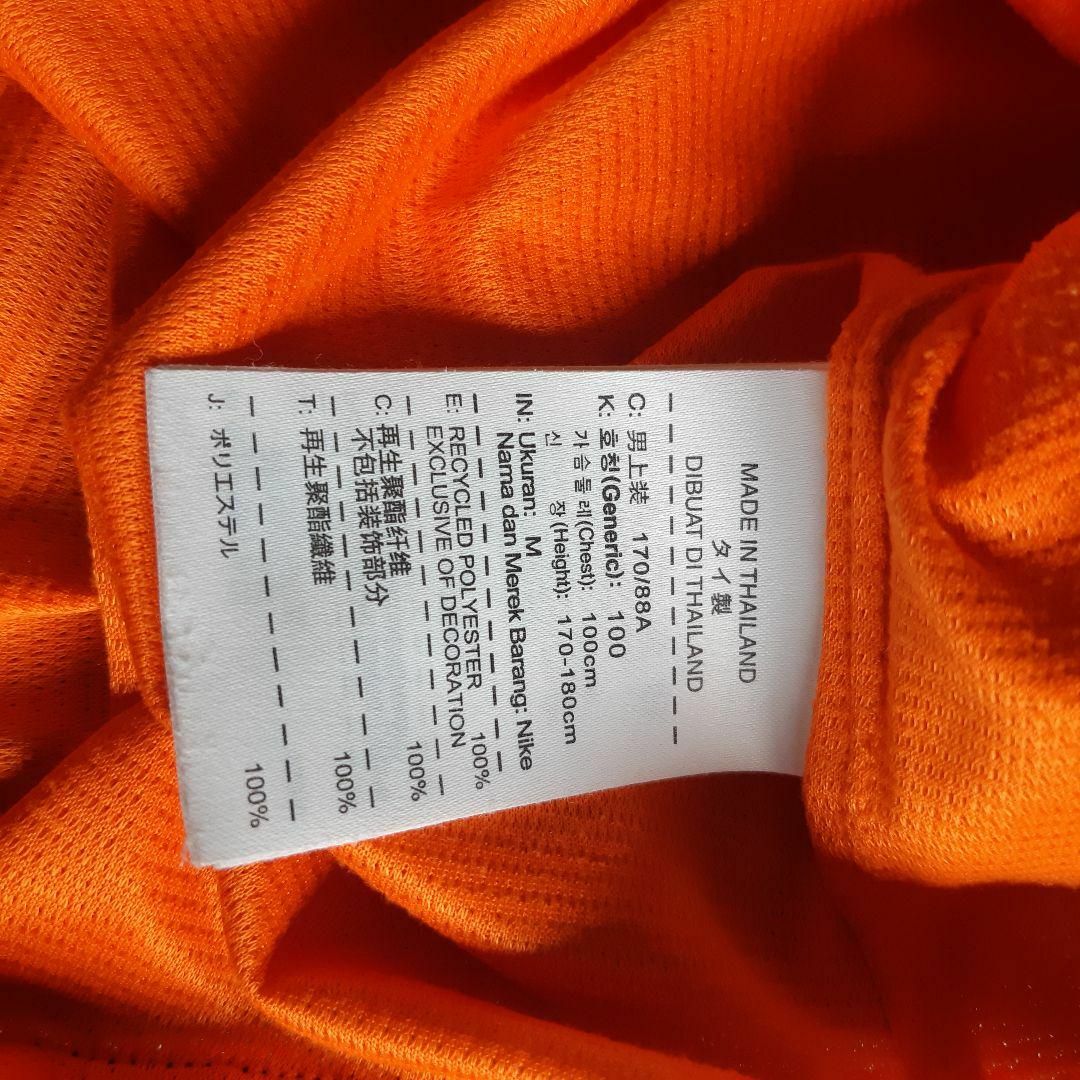 MADE IN THAILAND
タイ製
DIBUAT DI THAILAND
C: 男上装 170/88A
K: 호칭(Generic): 100
가슴둘레(Chest): 100cm
신 장(Height): 170-180cm
IN: Ukuran: M
Nama dan Merek Barang: Nike
E: RECYCLED POLYESTER 100%
EXCLUSIVE OF DECORATION
C: 再生聚酯纤维 100%
不包括装饰部分
T: 再生聚酯纖維 100%
J: ポリエステル 100%